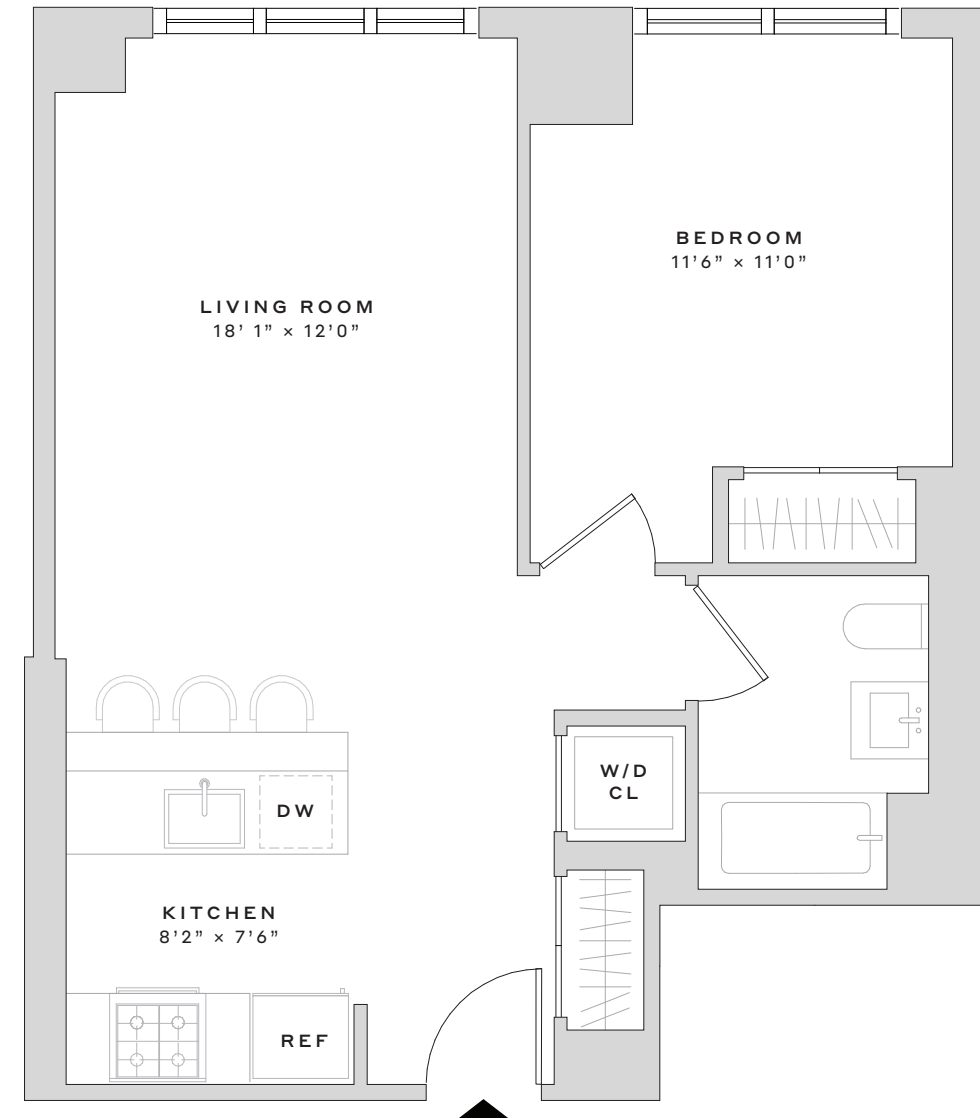 BEDROOM
11’6” × 11’0”
LIVING ROOM
18’ 1” × 12’0”
W/D
CL
DW
KITCHEN
8’2” × 7’6”
REF